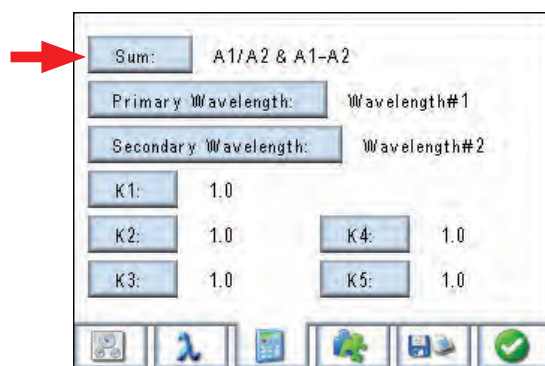 Sum: A1/A2 & A1–A2
Primary Wavelength: Wavelength#1
Secondary Wavelength: Wavelength#2
K1: 1.0
K2: 1.0 K4: 1.0
K3: 1.0 K5: 1.0
λ